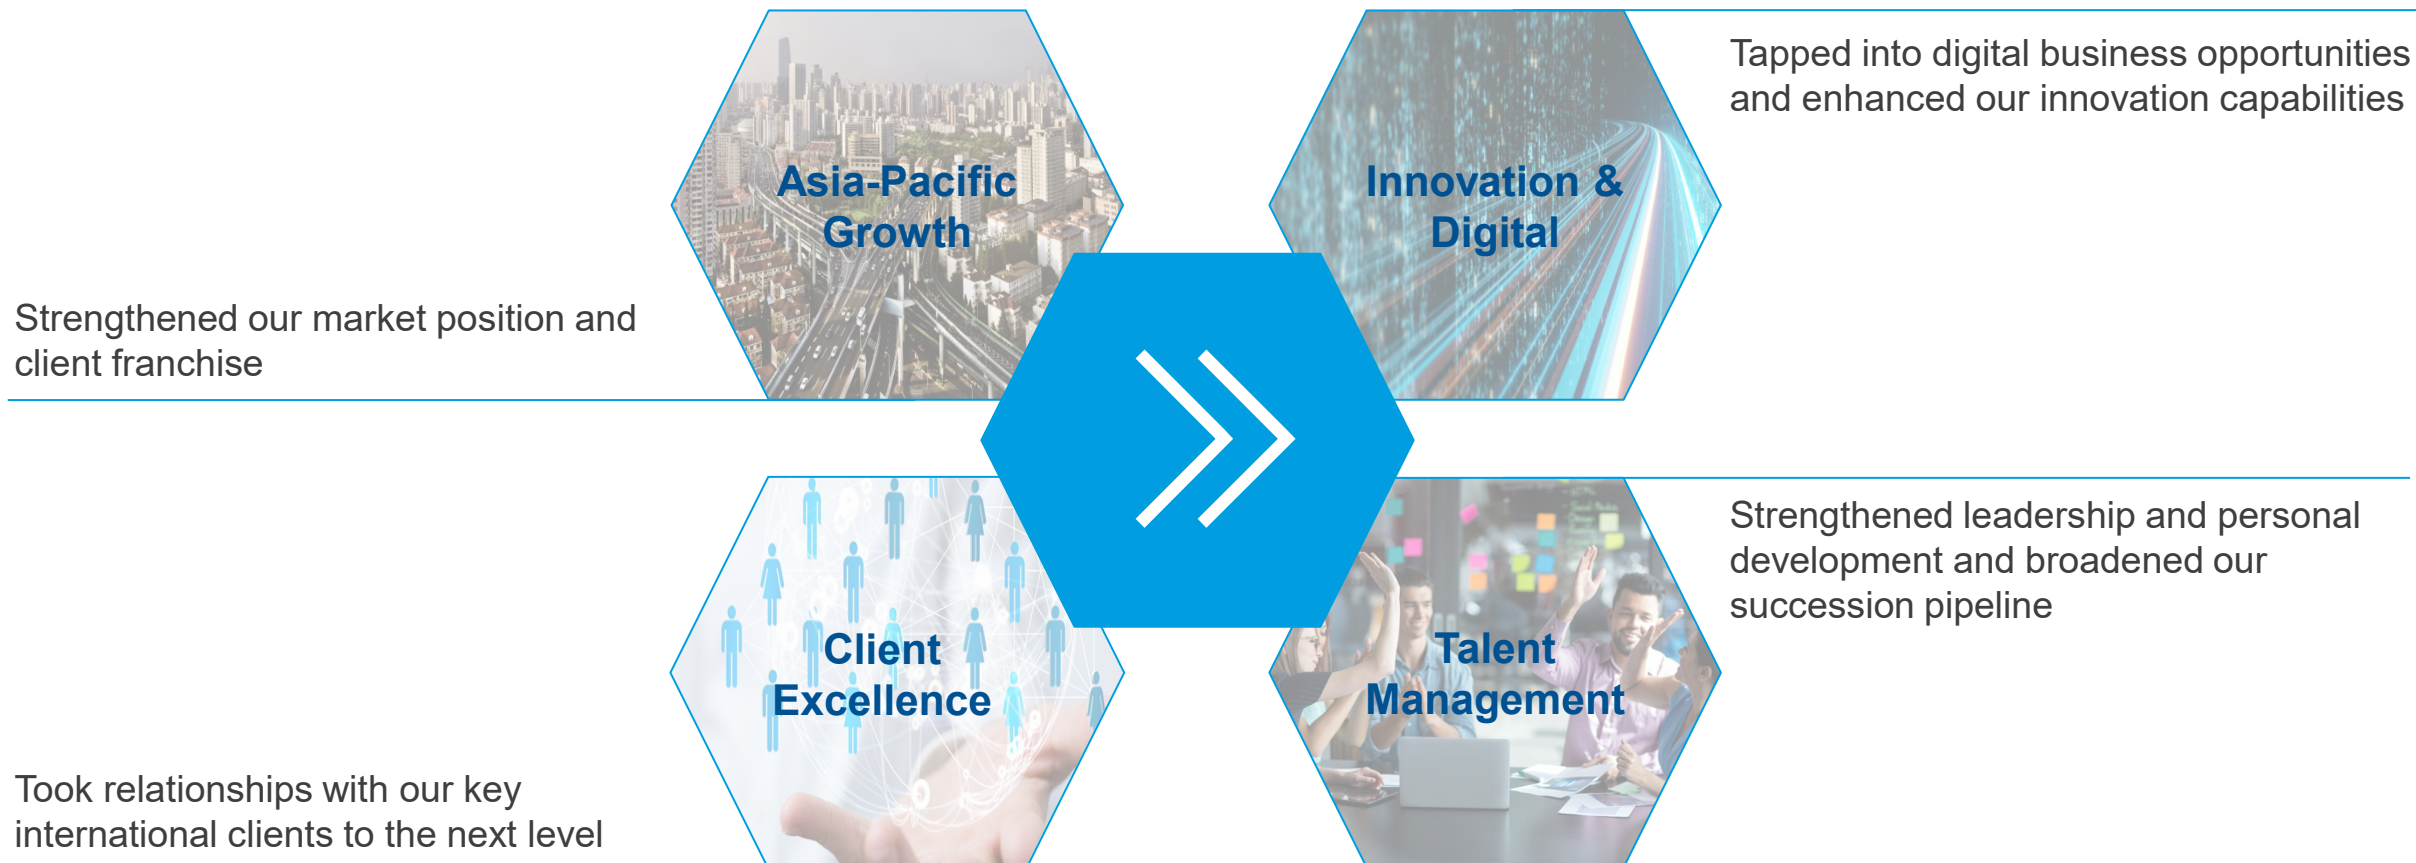 Asia-Pacific
Growth
Strengthened our market position and
client franchise
Innovation &
Digital
Tapped into digital business opportunities
and enhanced our innovation capabilities
Client
Excellence
Took relationships with our key
international clients to the next level
Talent
Management
Strengthened leadership and personal
development and broadened our
succession pipeline